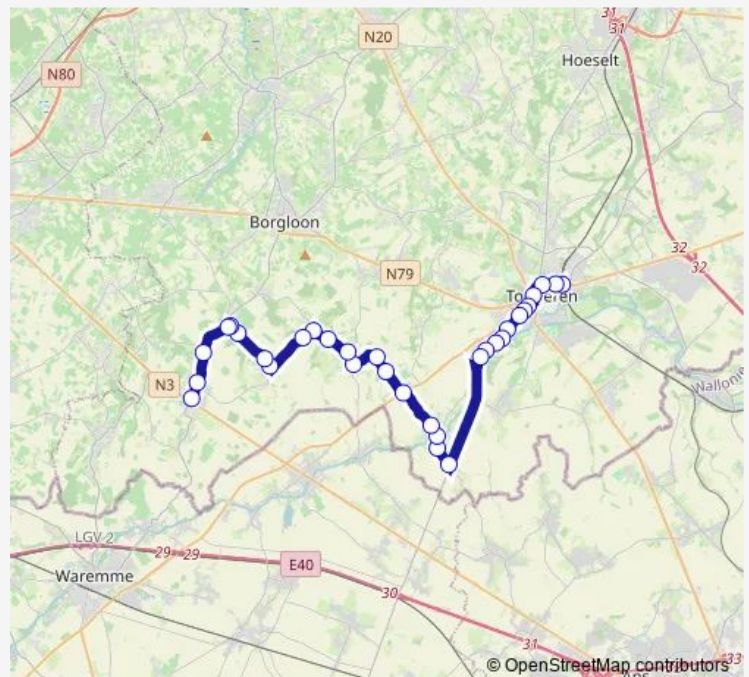 31
31
N20
Hoeselt
N80
Borgloon
32
32
N79
N3
Wallonie
LGV 2
29
29
E40
Waremme
30
31
33
© OpenStreetMap contributors